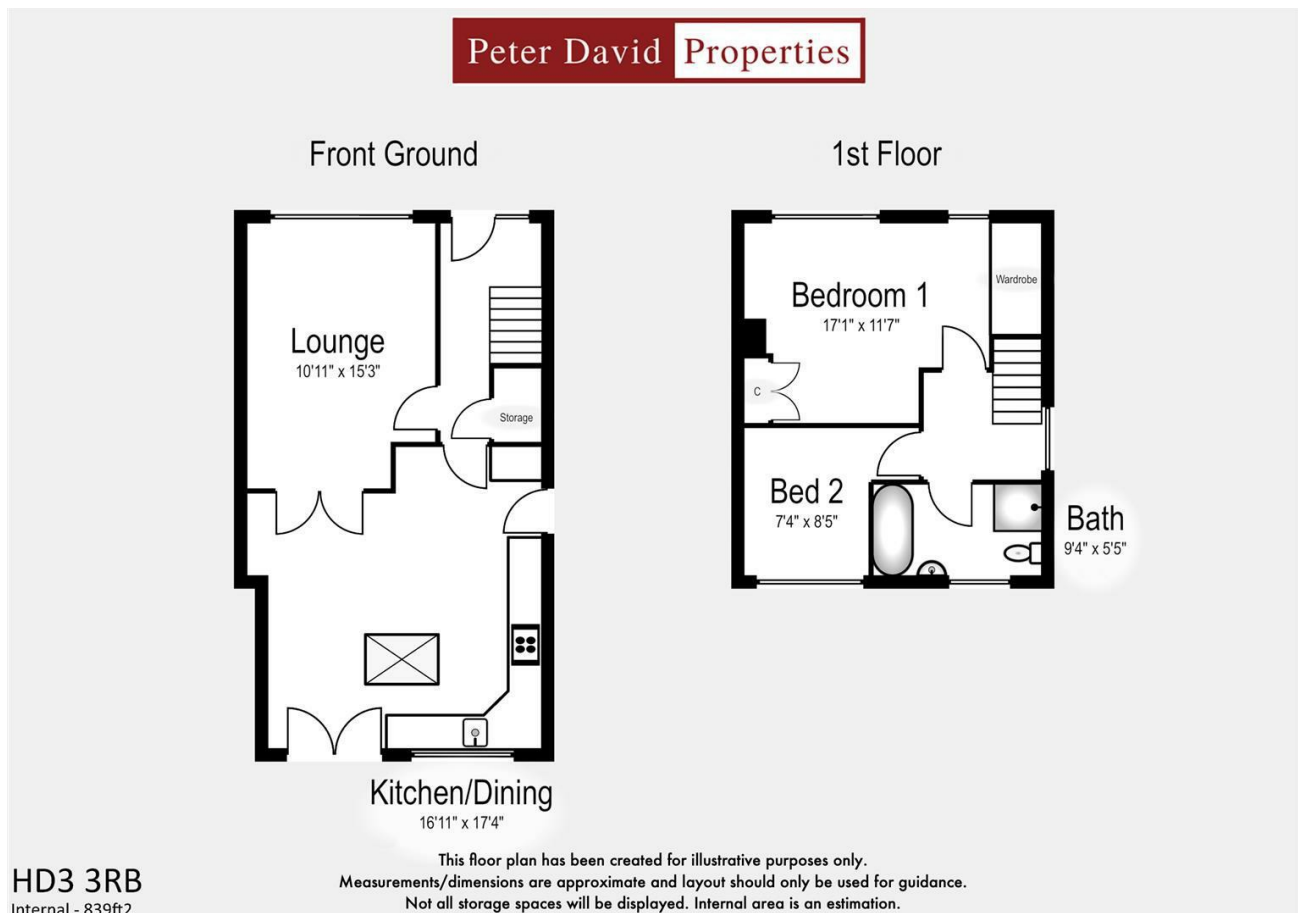 Peter David Properties
Front Ground
1st Floor
Lounge
10'11" x 15'3"
Storage
Kitchen/Dining
16'11" x 17'4"
Bedroom 1
17'1" x 11'7"
Wardrobe
C
Bed 2
7'4" x 8'5"
Bath
9'4" x 5'5"
HD3 3RB
Internal - 839ft2
This floor plan has been created for illustrative purposes only.
Measurements/dimensions are approximate and layout should only be used for guidance.
Not all storage spaces will be displayed. Internal area is an estimation.